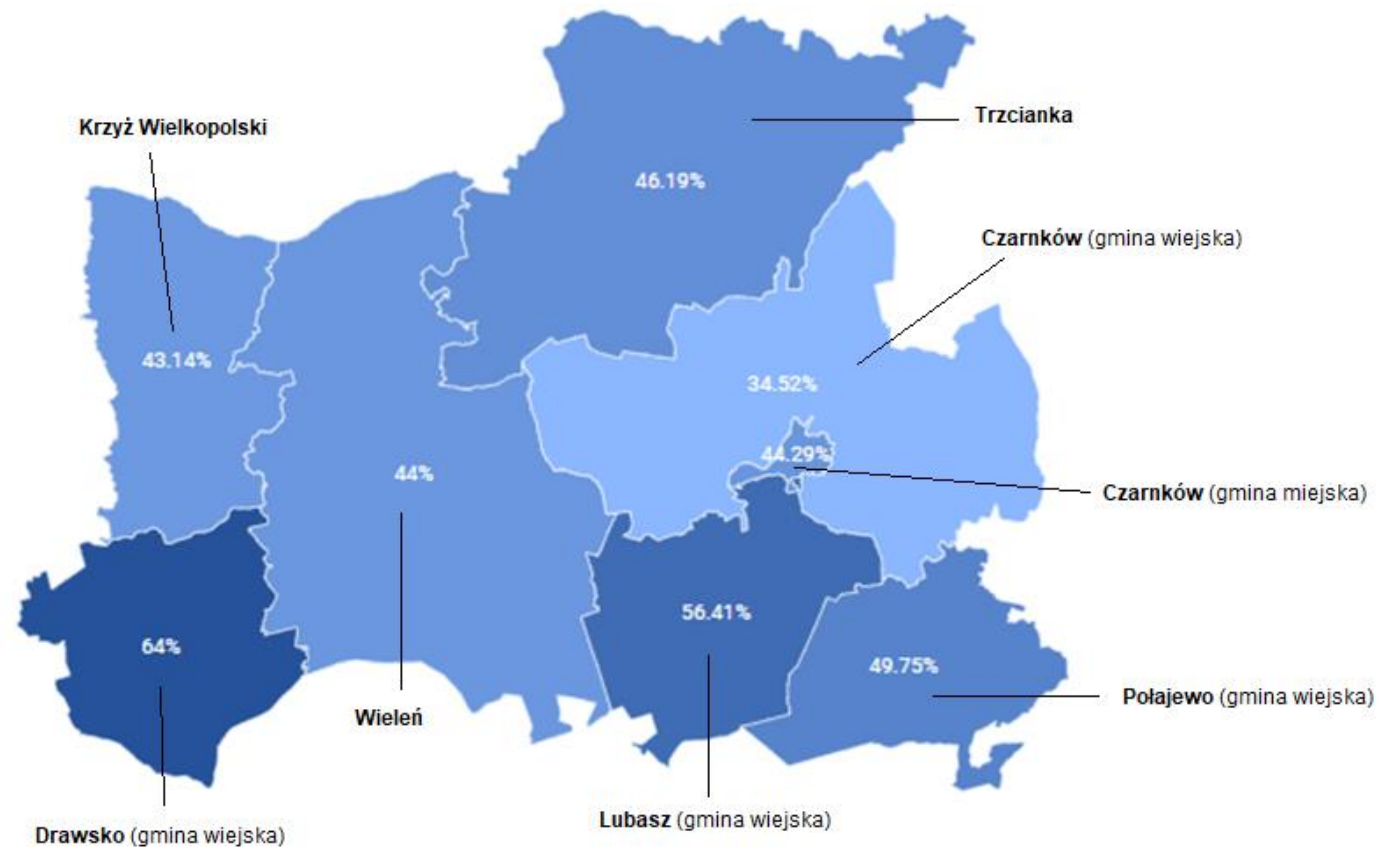 Trzcianka
Krzyż Wielkopolski
46.19%
Czarnków (gmina wiejska)
43.14%
34.52%
44.29%
44%
Czarnków (gmina miejska)
56.41%
64%
49.75%
Połajewo (gmina wiejska)
Wieleń
Lubasz (gmina wiejska)
Drawsko (gmina wiejska)